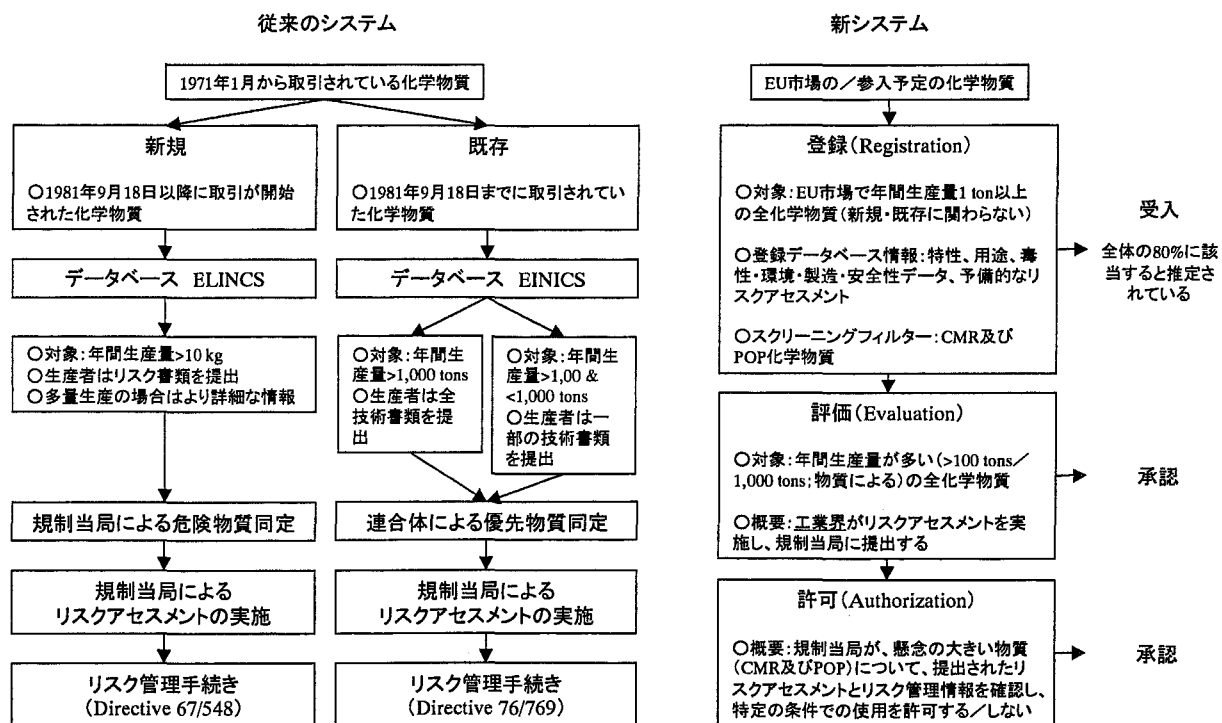 従来のシステム
1971年1月から取引されている化学物質
新規
○1981年9月18日以降に取引が開始
された化学物質
既存
○1981年9月18日までに取引されてい
た化学物質
データベース ELINCS
データベース EINICS
○対象:年間生産量>10 kg
○生産者はリスク書類を提出
○多量生産の場合はより詳細な情報
○対象:年間生
産量>1,000 tons
○生産者は全
技術書類を提
出
○対象:年間生
産量>1,00 &
<1,000 tons
○生産者は一
部の技術書類
を提出
規制当局による危険物質同定
連合体による優先物質同定
規制当局による
リスクアセスメントの実施
規制当局による
リスクアセスメントの実施
リスク管理手続き
(Directive 67/548)
リスク管理手続き
(Directive 76/769)
新システム
EU市場の/参入予定の化学物質
登録(Registration)
○対象:EU市場で年間生産量1 ton以上
の全化学物質(新規・既存に関わらない)
○登録データベース情報:特性、用途、毒
性・環境・製造・安全性データ、予備的なリ
スクアセスメント
○スクリーニングフィルター:CMR及び
POP化学物質
受入
全体の80%に該
当すると推定さ
れている
評価(Evaluation)
○対象:年間生産量が多い(>100 tons/
1,000 tons;物質による)の全化学物質
○概要:工業界がリスクアセスメントを実
施し、規制当局に提出する
承認
許可(Authorization)
○概要:規制当局が、懸念の大きい物質
(CMR及びPOP)について、提出されたリ
スクアセスメントとリスク管理情報を確認し、
特定の条件での使用を許可する/しない
承認